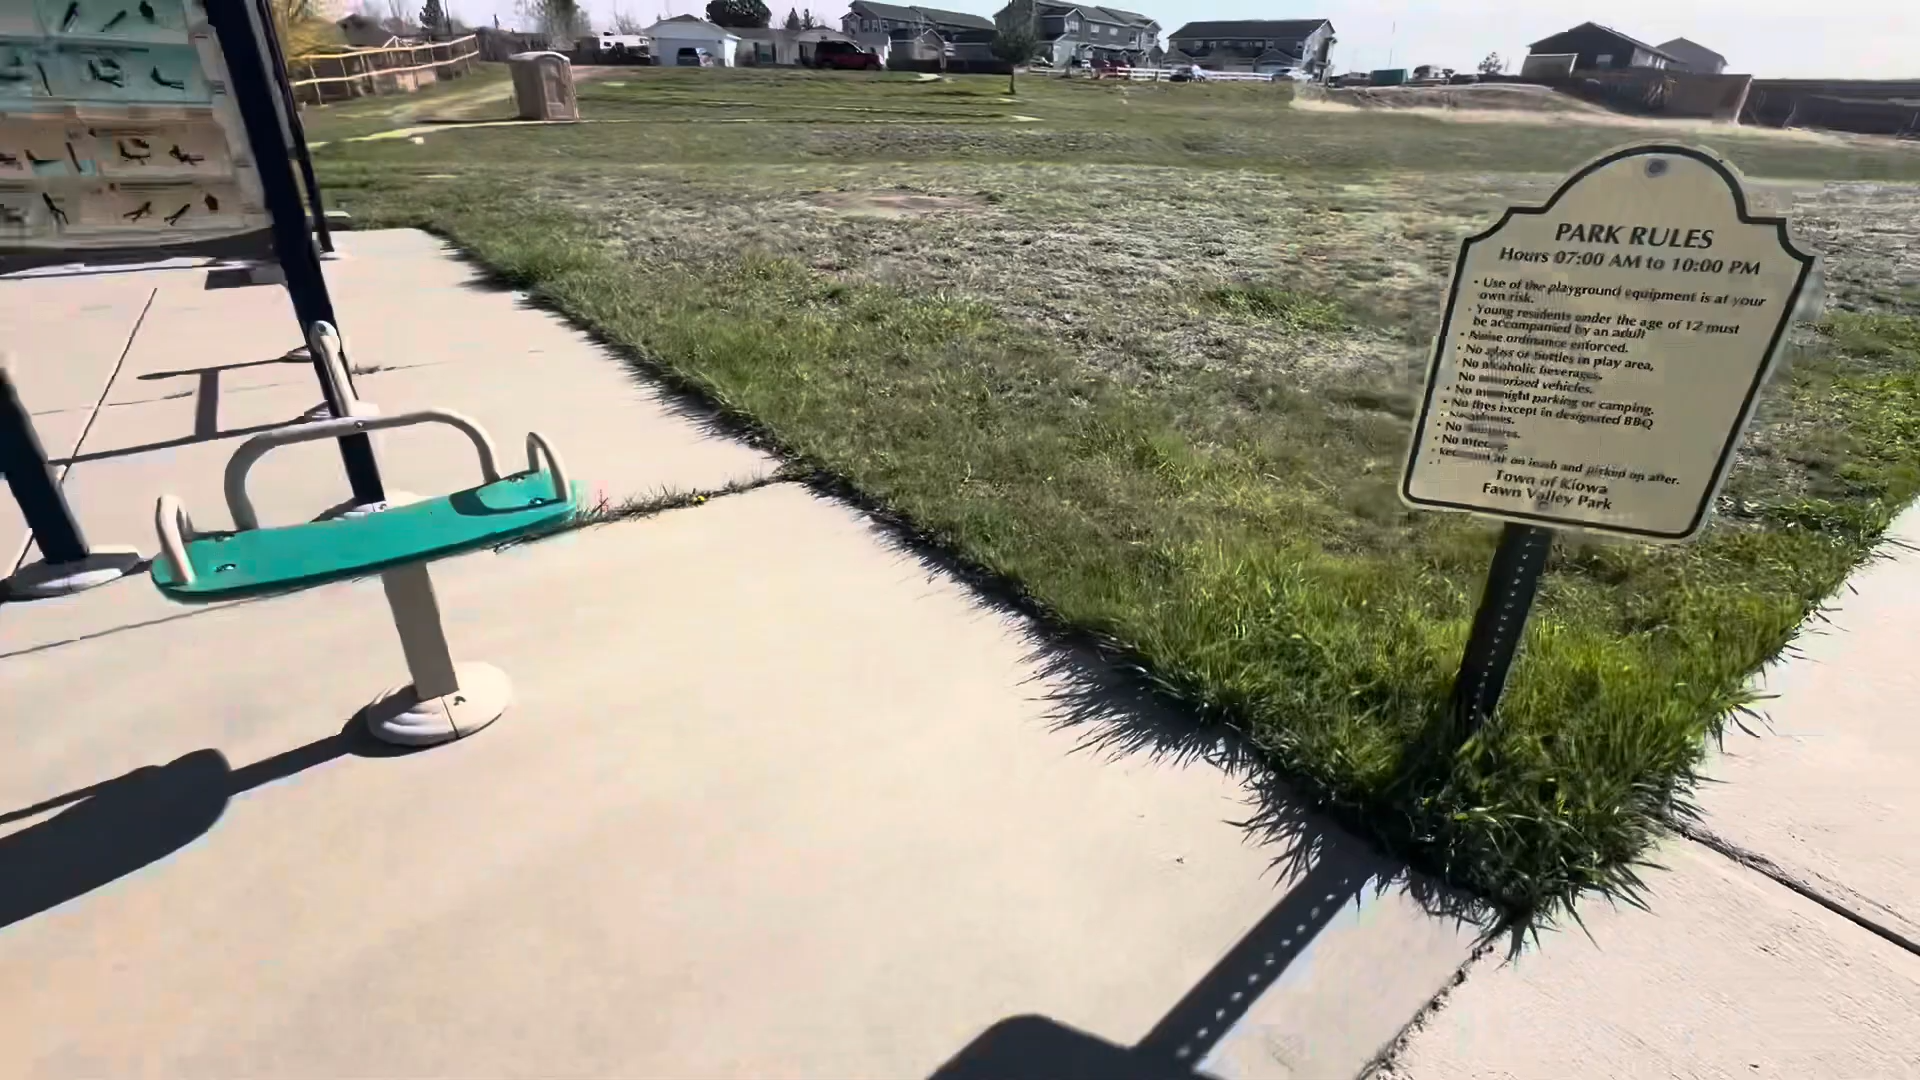 PARK RULES
Hours 07:00 AM to 10:00 PM
• Use of the playground equipment is at your
own risk.
• Young residents under the age of 12 must
be accompanied by an adult
• Noise ordinance enforced.
• No glass or bottles in play area,
• No alcoholic beverages.
No vehicles.
• No parking or camping.
• No fires except in designated BBQ
• No
• No
• on leash and picked up after.
Town of Kiowa
Fawn Valley Park